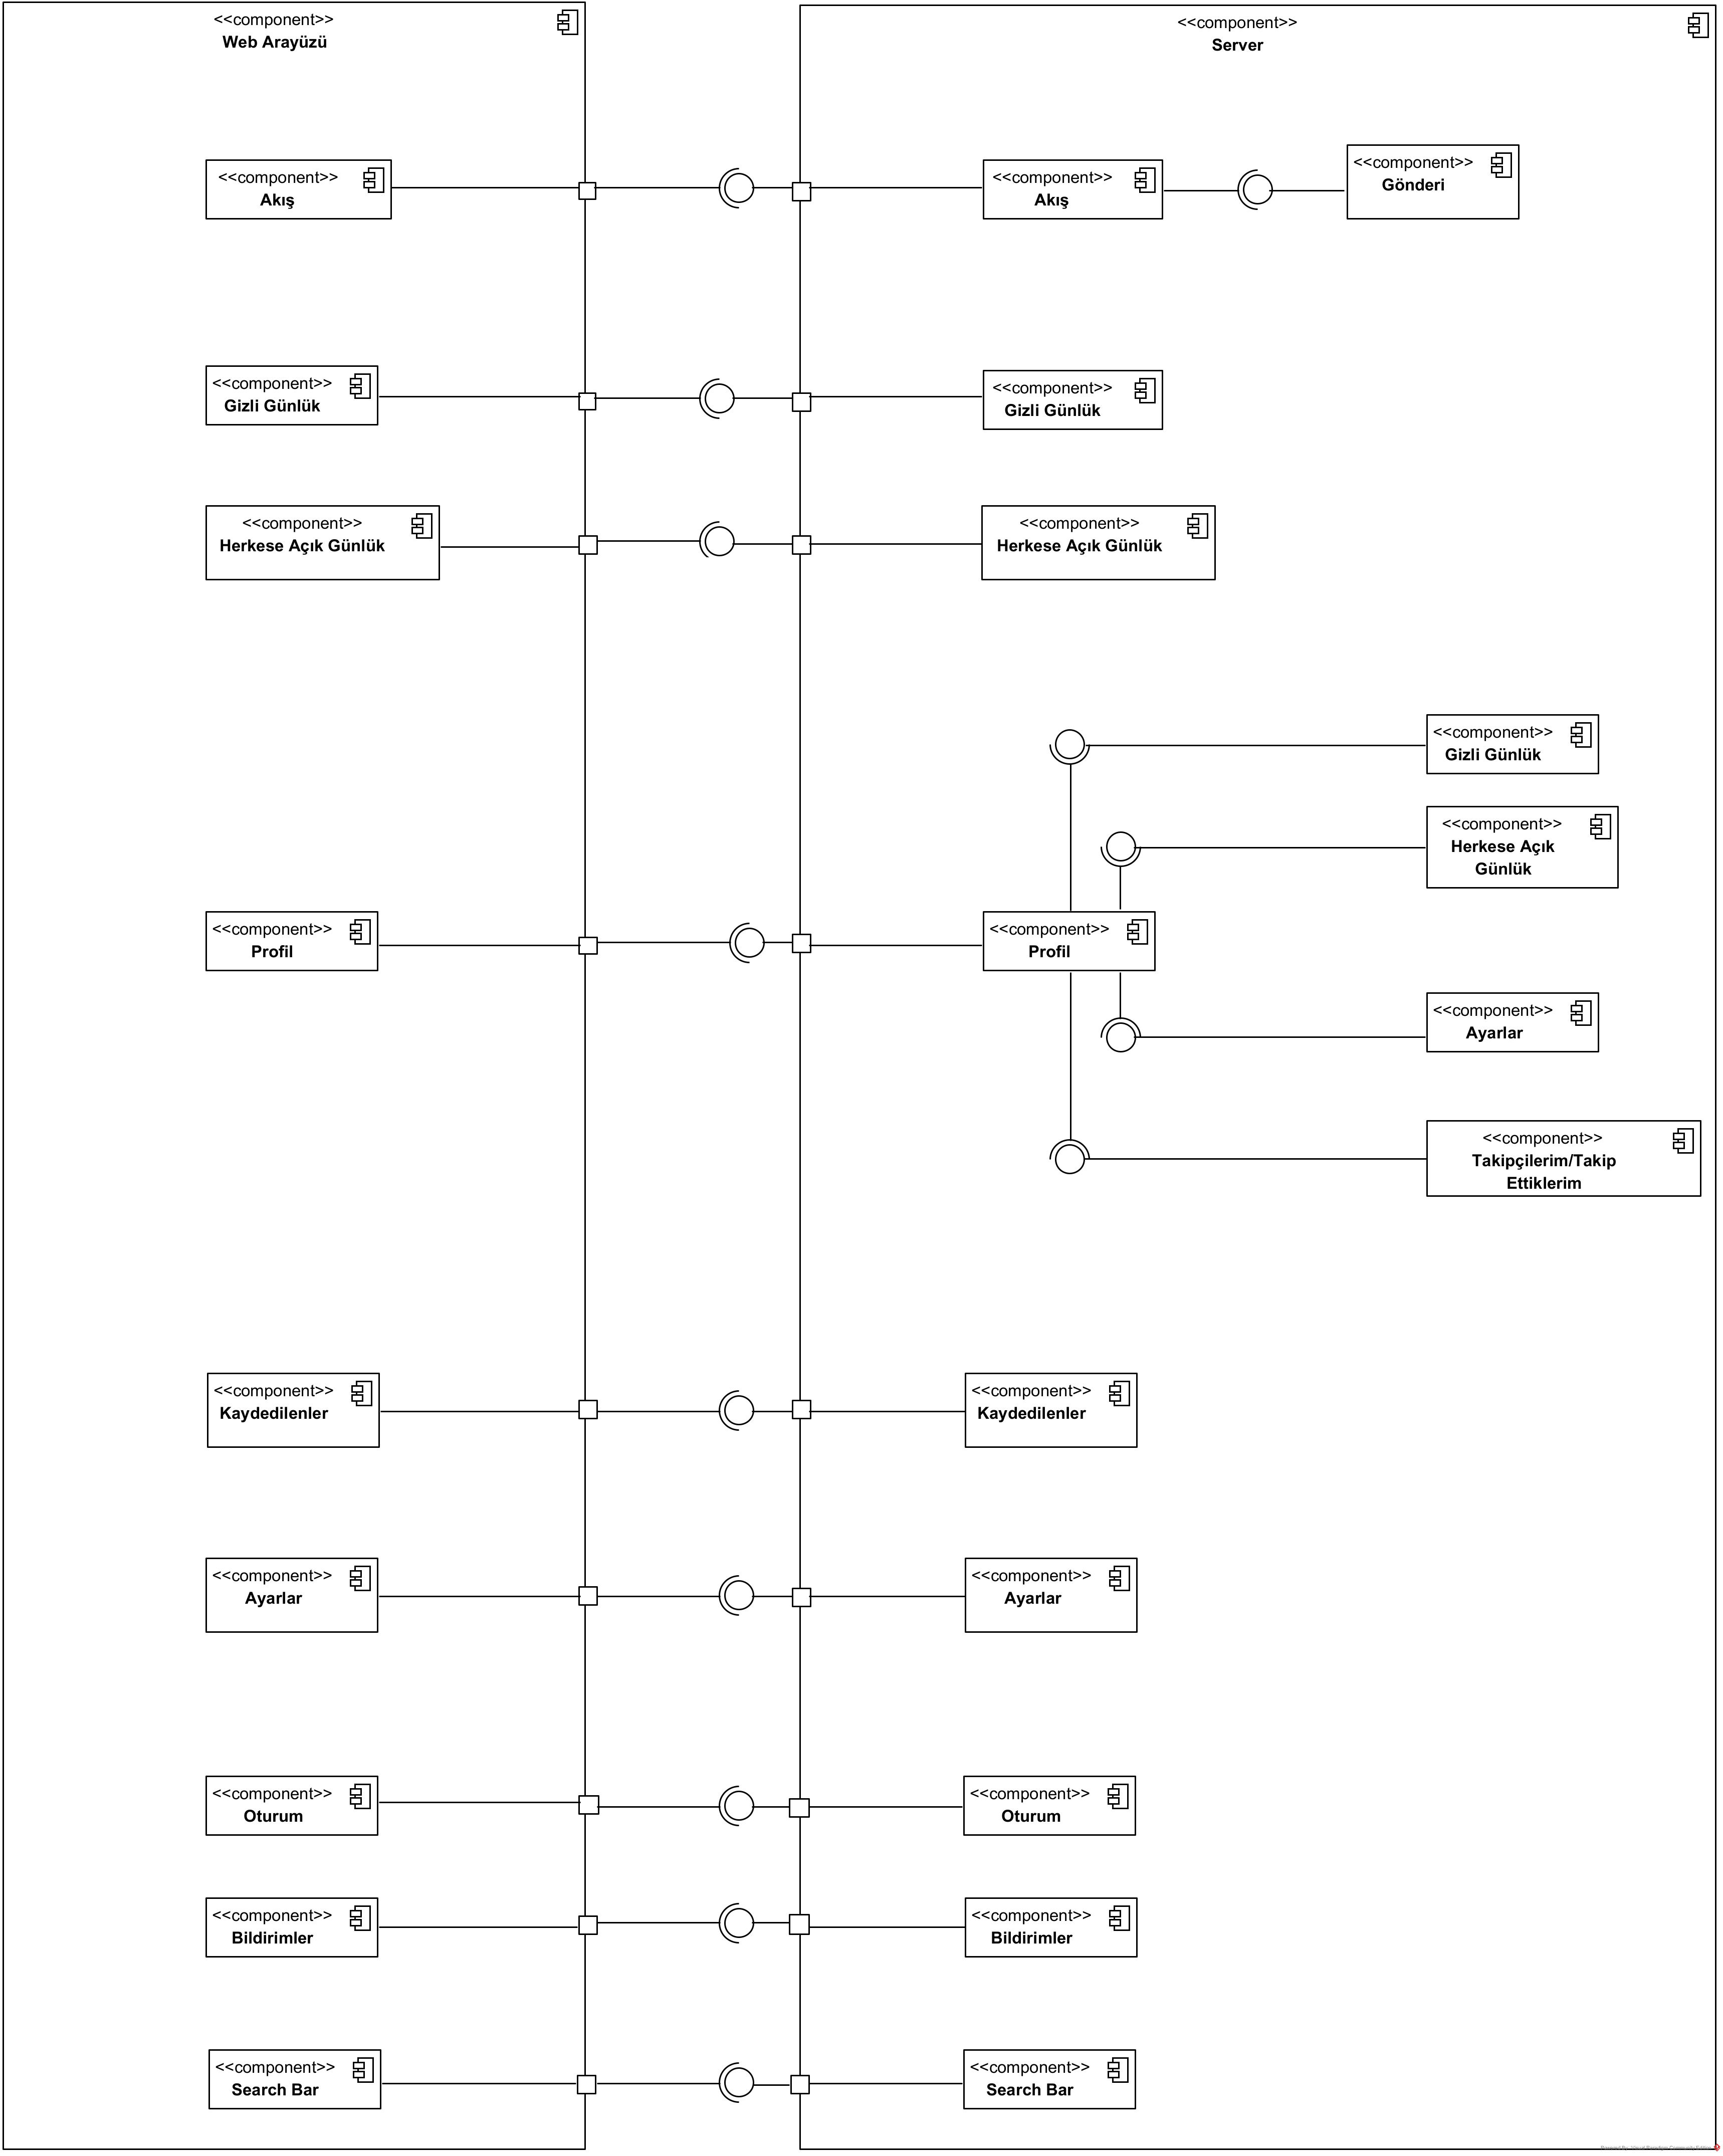 <<component>>
Web Arayüzü
<<component>>
Server
<<component>>
Akış
<<component>>
Akış
<<component>>
Gönderi
<<component>>
Gizli Günlük
<<component>>
Gizli Günlük
<<component>>
Herkese Açık Günlük
<<component>>
Herkese Açık Günlük
<<component>>
Gizli Günlük
<<component>>
Herkese Açık
Günlük
<<component>>
Profil
<<component>>
Profil
<<component>>
Ayarlar
<<component>>
Takipçilerim/Takip
Ettiklerim
<<component>>
Kaydedilenler
<<component>>
Kaydedilenler
<<component>>
Ayarlar
<<component>>
Ayarlar
<<component>>
Oturum
<<component>>
Oturum
<<component>>
Bildirimler
<<component>>
Bildirimler
<<component>>
Search Bar
<<component>>
Search Bar